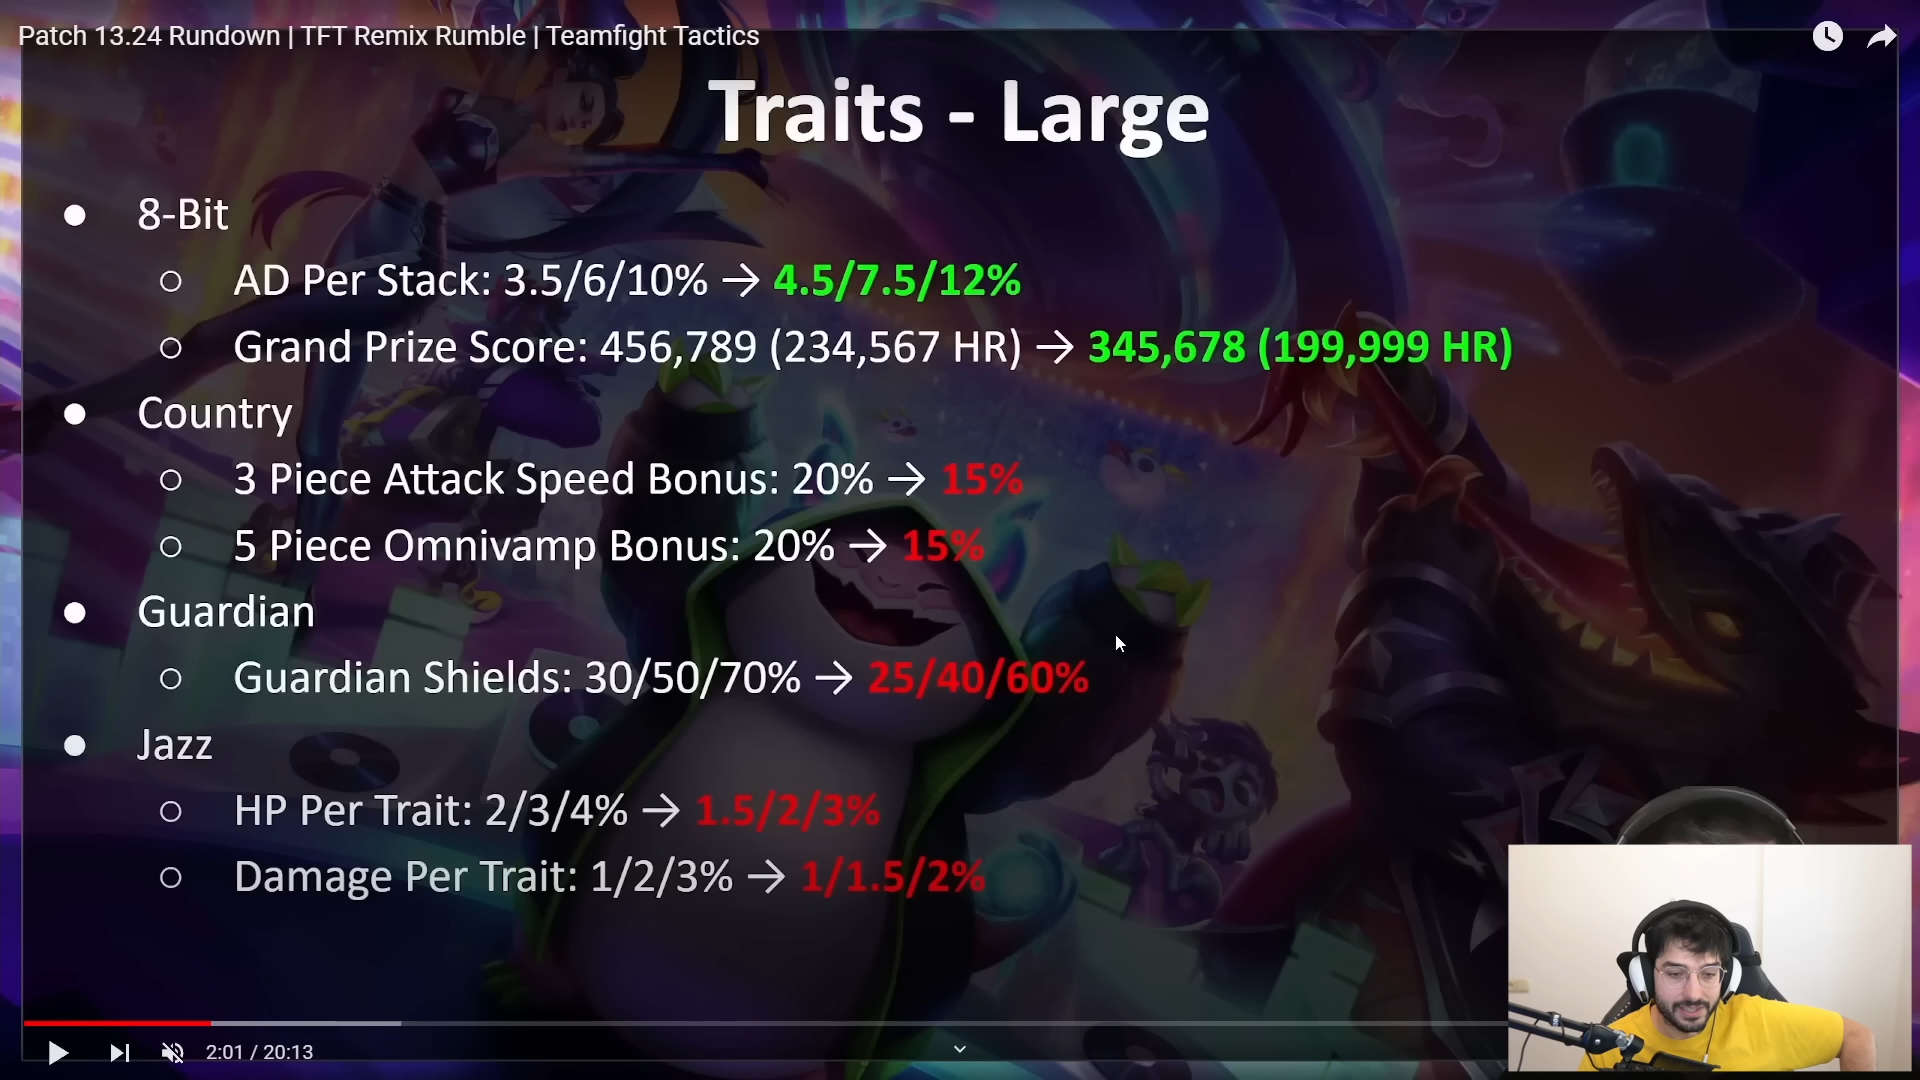 Patch 13.24 Rundown | TFT Remix Rumble | Teamfight Tactics
Traits - Large
● 8-Bit
○ AD Per Stack: 3.5/6/10% → 4.5/7.5/12%
○ Grand Prize Score: 456,789 (234,567 HR) → 345,678 (199,999 HR)
● Country
○ 3 Piece Attack Speed Bonus: 20% → 15%
○ 5 Piece Omnivamp Bonus: 20% → 15%
● Guardian
○ Guardian Shields: 30/50/70% → 25/40/60%
● Jazz
○ HP Per Trait: 2/3/4% → 1.5/2/3%
○ Damage Per Trait: 1/2/3% → 1/1.5/2%
2:01 / 20:13